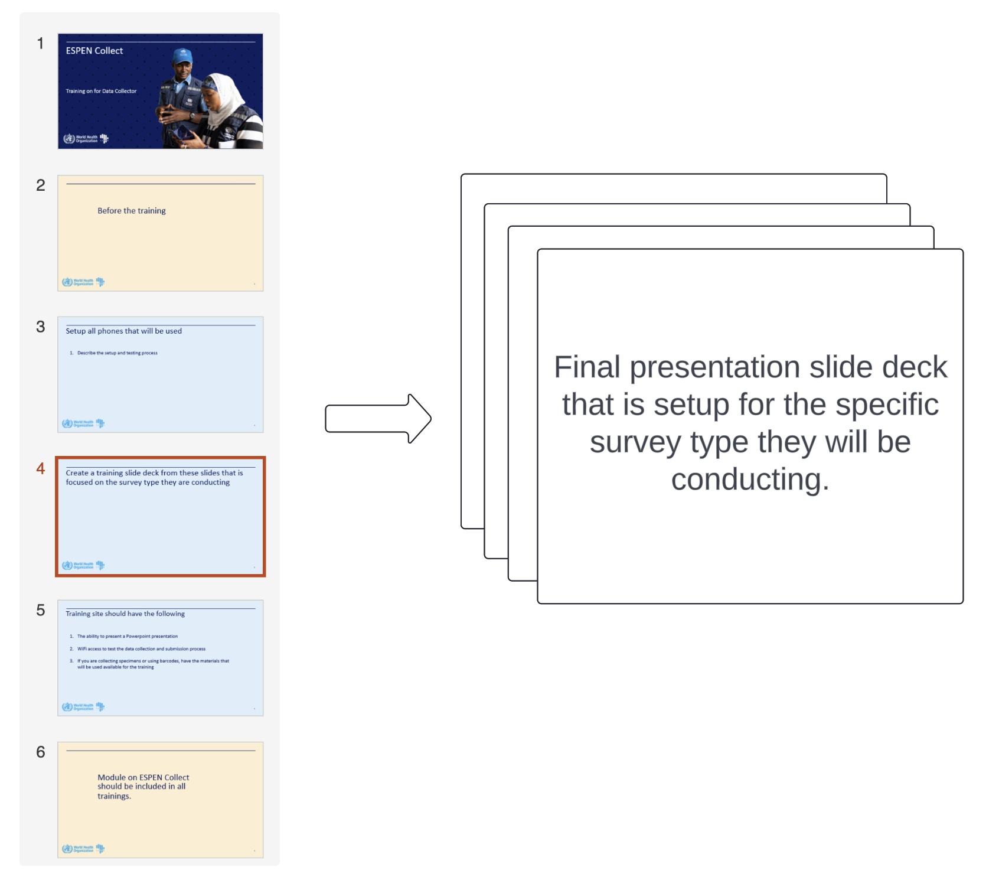 1
ESPEN Collect
Training on for Data Collector
World Health
Organization
2
Before the training
World Health
Organization
3
Setup all phones that will be used
1. Describe the setup and testing process
World Health
Organization
4
Create a training slide deck from these slides that is
focused on the survey type they are conducting
World Health
Organization
5
Training site should have the following
1. The ability to present a Powerpoint presentation
2. WiFi access to test the data collection and submission process
3. If you are collecting specimens or using barcodes, have the materials that
will be used available for the training
World Health
Organization
6
Module on ESPEN Collect
should be included in all
trainings.
World Health
Organization
Final presentation slide deck
that is setup for the specific
survey type they will be
conducting.